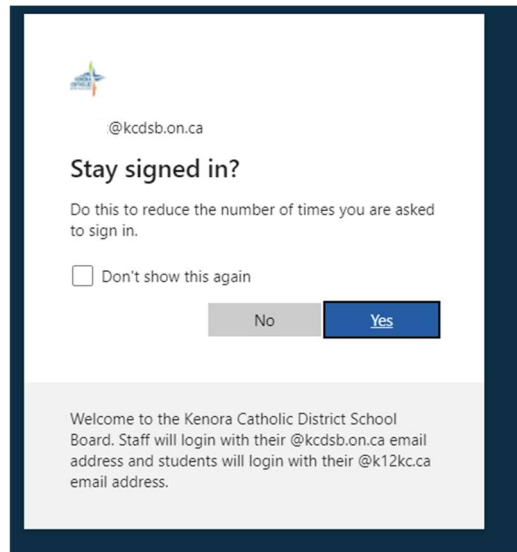 KENORA
CATHOLIC
@kcdsb.on.ca
Stay signed in?
Do this to reduce the number of times you are asked
to sign in.
Don't show this again
No
Yes
Welcome to the Kenora Catholic District School
Board. Staff will login with their @kcdsb.on.ca email
address and students will login with their @k12kc.ca
email address.